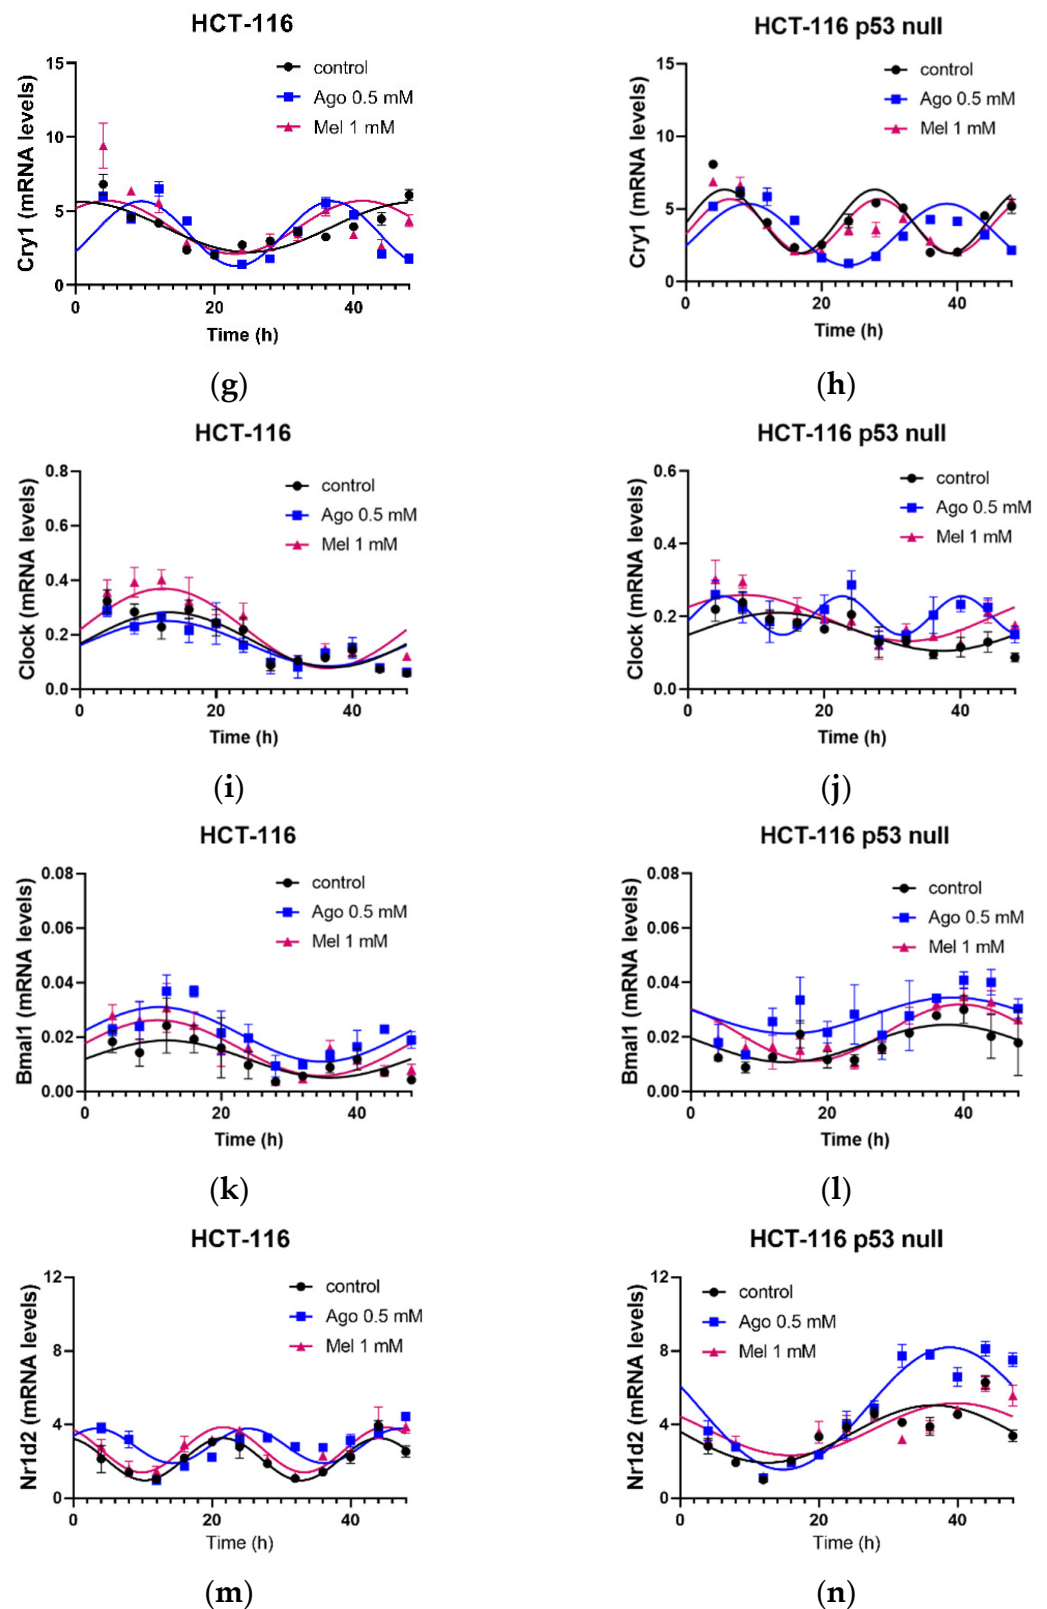 HCT-116
Cry1 (mRNA levels)
15
10
5
0
0
20
40
Time (h)
control
Ago 0.5 mM
Mel 1 mM
(g)
HCT-116 p53 null
Cry1 (mRNA levels)
15
10
5
0
0
20
40
Time (h)
control
Ago 0.5 mM
Mel 1 mM
(h)
HCT-116
Clock (mRNA levels)
0.8
0.6
0.4
0.2
0.0
0
20
40
Time (h)
control
Ago 0.5 mM
Mel 1 mM
(i)
HCT-116 p53 null
Clock (mRNA levels)
0.6
0.4
0.2
0.0
0
20
40
Time (h)
control
Ago 0.5 mM
Mel 1 mM
(j)
HCT-116
Bmal1 (mRNA levels)
0.08
0.06
0.04
0.02
0.00
0
20
40
Time (h)
control
Ago 0.5 mM
Mel 1 mM
(k)
HCT-116 p53 null
Bmal1 (mRNA levels)
0.08
0.06
0.04
0.02
0.00
0
20
40
Time (h)
control
Ago 0.5 mM
Mel 1 mM
(l)
HCT-116
Nr1d2 (mRNA levels)
12
8
4
0
0
20
40
Time (h)
control
Ago 0.5 mM
Mel 1 mM
(m)
HCT-116 p53 null
Nr1d2 (mRNA levels)
12
8
4
0
0
20
40
Time (h)
control
Ago 0.5 mM
Mel 1 mM
(n)